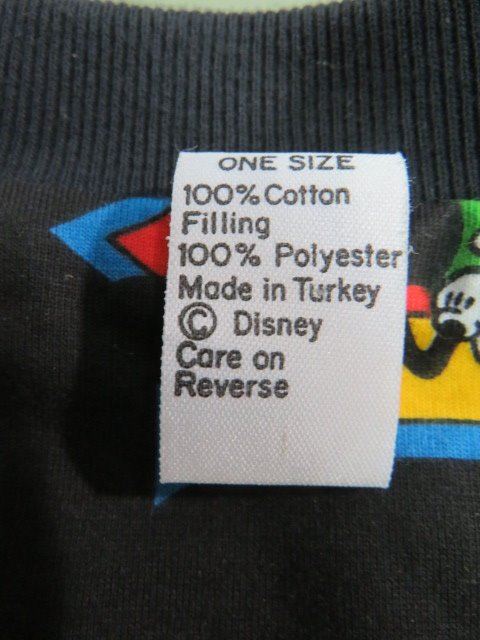 ONE SIZE
100% Cotton
Filling
100% Polyester
Made in Turkey
© Disney
Care on
Reverse